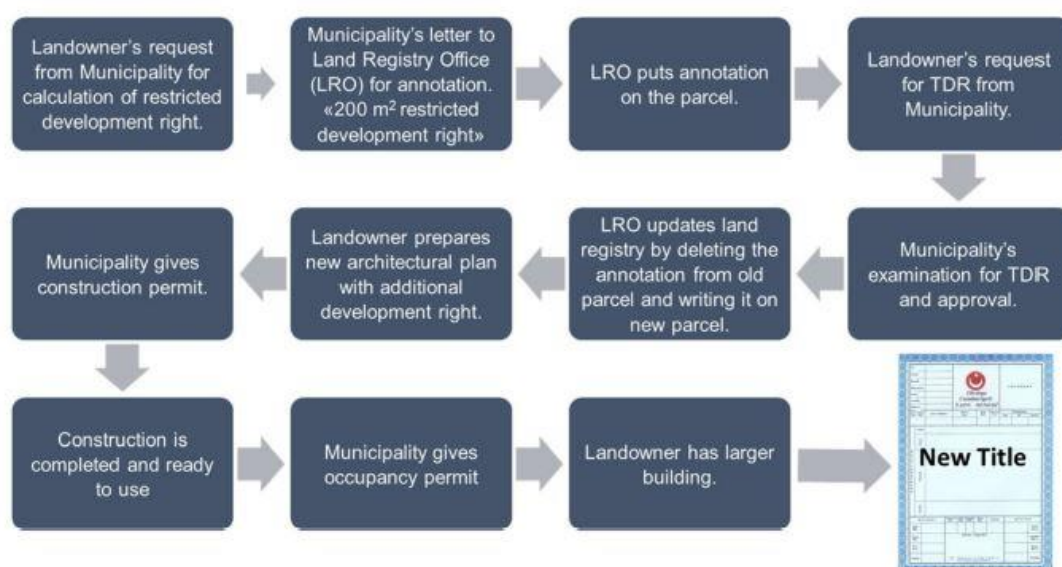 Landowner's request
from Municipality for
calculation of restricted
development right.
Municipality's letter to
Land Registry Office
(LRO) for annotation.
«200 m² restricted
development right»
LRO puts annotation
on the parcel.
Landowner's request
for TDR from
Municipality.
Municipality's
examination for TDR
and approval.
LRO updates land
registry by deleting the
annotation from old
parcel and writing it on
new parcel.
Landowner prepares
new architectural plan
with additional
development right.
Municipality gives
construction permit.
Construction is
completed and ready
to use
Municipality gives
occupancy permit
Landowner has larger
building.
New Title